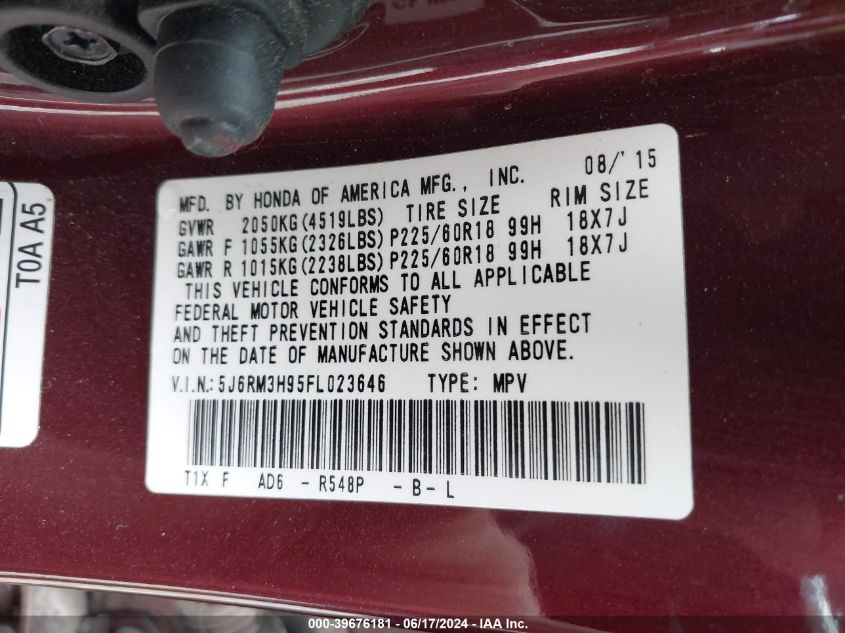 MFD. BY HONDA OF AMERICA MFG., INC. 08/'15
GVWR 2050KG(4519LBS) TIRE SIZE RIM SIZE
GAWR F 1055KG(2326LBS) P225/60R18 99H 18X7J
GAWR R 1015KG(2238LBS) P225/60R18 99H 18X7J
THIS VEHICLE CONFORMS TO ALL APPLICABLE
FEDERAL MOTOR VEHICLE SAFETY
AND THEFT PREVENTION STANDARDS IN EFFECT
ON THE DATE OF MANUFACTURE SHOWN ABOVE.
V.I.N.: 5J6RM3H95FL023646 TYPE: MPV
T1X F AD6 - R548P - B - L
T0A A5
000-39676181 - 06/17/2024 - IAA Inc.